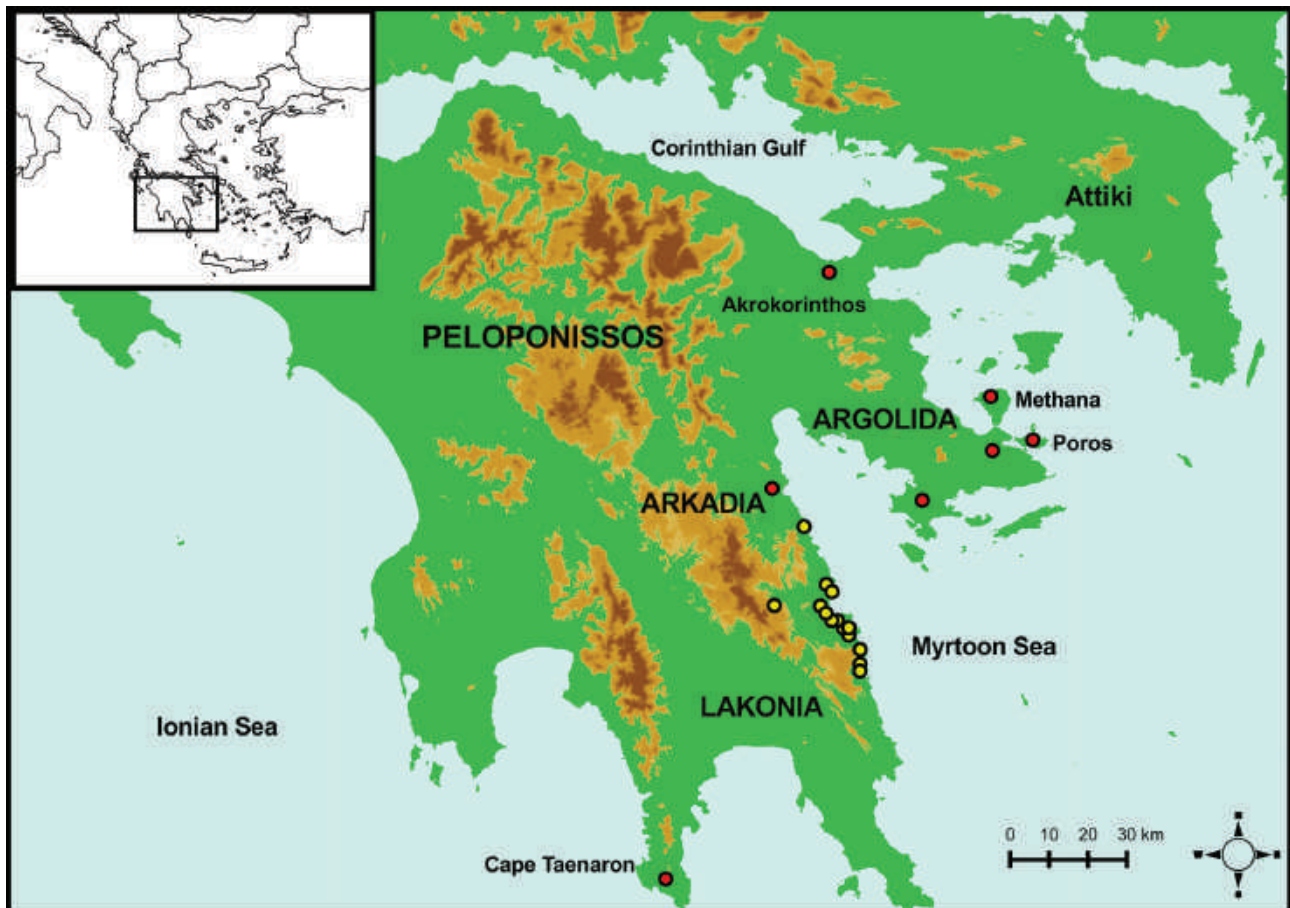 Corinthian Gulf
Attiki
Akrokorinthos
PELOPONISSOS
Methana
ARGOLIDA
Poros
ARKADIA
Myrtoon Sea
LAKONIA
Ionian Sea
0 10 20 30 km
Cape Taenaron